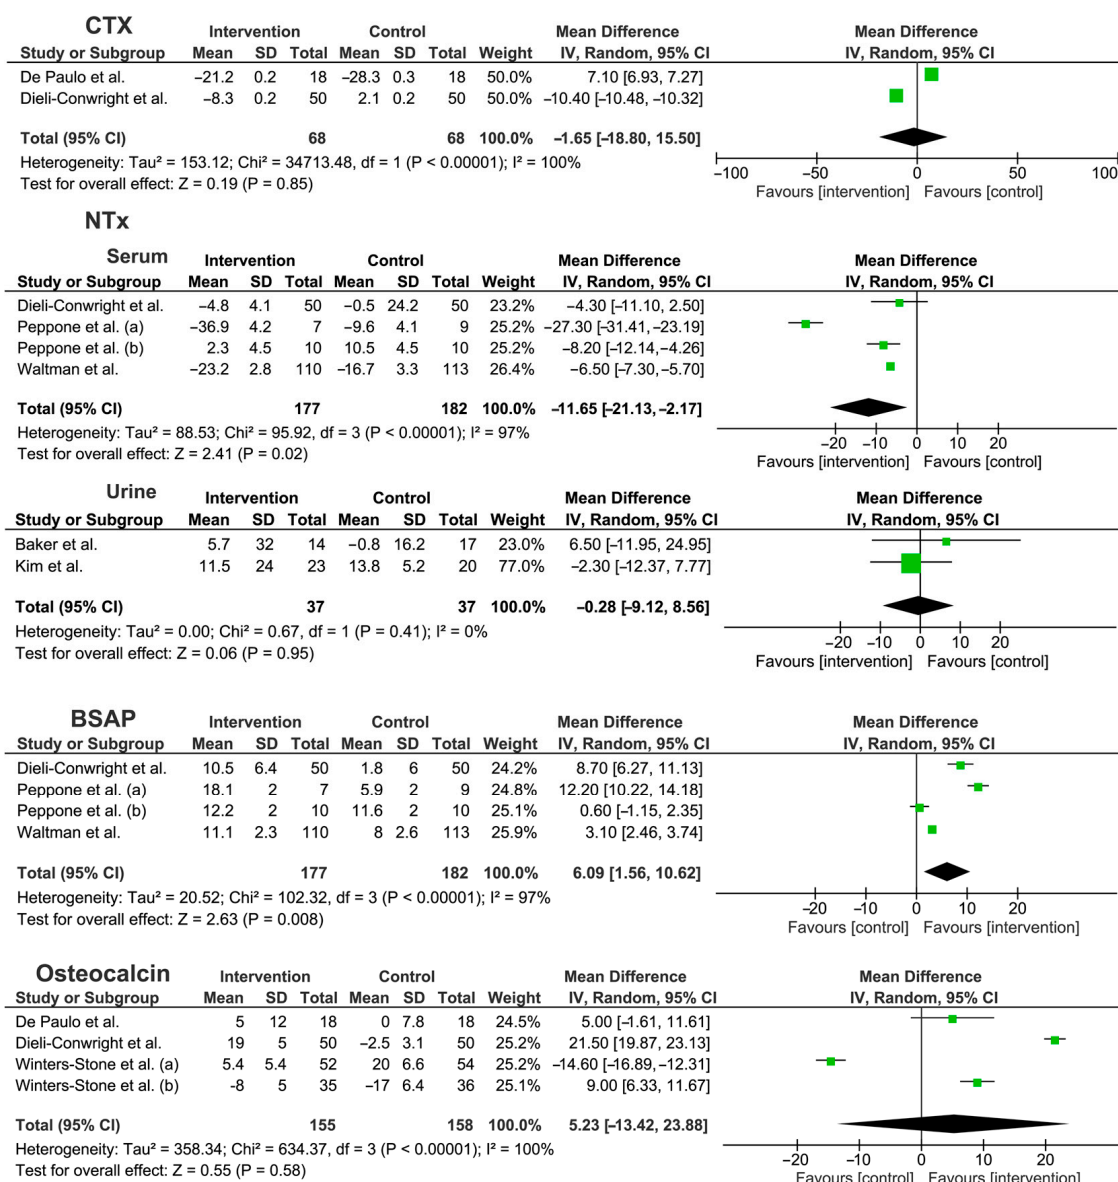 CTX
Intervention Control Mean Difference Mean Difference
Study or Subgroup Mean SD Total Mean SD Total Weight IV, Random, 95% CI IV, Random, 95% CI
De Paulo et al. −21.2 0.2 18 −28.3 0.3 18 50.0% 7.10 [6.93, 7.27]
Dieli-Conwright et al. −8.3 0.2 50 2.1 0.2 50 50.0% −10.40 [−10.48, −10.32]
Total (95% CI) 68 68 100.0% −1.65 [−18.80, 15.50]
Heterogeneity: Tau² = 153.12; Chi² = 34713.48, df = 1 (P < 0.00001); I² = 100%
Test for overall effect: Z = 0.19 (P = 0.85)
−100 −50 0 50 100
Favours [intervention] Favours [control]
NTx
Serum
Intervention Control Mean Difference Mean Difference
Study or Subgroup Mean SD Total Mean SD Total Weight IV, Random, 95% CI IV, Random, 95% CI
Dieli-Conwright et al. −4.8 4.1 50 −0.5 24.2 50 23.2% −4.30 [−11.10, 2.50]
Peppone et al. (a) −36.9 4.2 7 −9.6 4.1 9 25.2% −27.30 [−31.41, −23.19]
Peppone et al. (b) 2.3 4.5 10 10.5 4.5 10 25.2% −8.20 [−12.14, −4.26]
Waltman et al. −23.2 2.8 110 −16.7 3.3 113 26.4% −6.50 [−7.30, −5.70]
Total (95% CI) 177 182 100.0% −11.65 [−21.13, −2.17]
Heterogeneity: Tau² = 88.53; Chi² = 95.92, df = 3 (P < 0.00001); I² = 97%
Test for overall effect: Z = 2.41 (P = 0.02)
−20 −10 0 10 20
Favours [intervention] Favours [control]
Urine
Intervention Control Mean Difference Mean Difference
Study or Subgroup Mean SD Total Mean SD Total Weight IV, Random, 95% CI IV, Random, 95% CI
Baker et al. 5.7 32 14 −0.8 16.2 17 23.0% 6.50 [−11.95, 24.95]
Kim et al. 11.5 24 23 13.8 5.2 20 77.0% −2.30 [−12.37, 7.77]
Total (95% CI) 37 37 100.0% −0.28 [−9.12, 8.56]
Heterogeneity: Tau² = 0.00; Chi² = 0.67, df = 1 (P = 0.41); I² = 0%
Test for overall effect: Z = 0.06 (P = 0.95)
−20 −10 0 10 20
Favours [intervention] Favours [control]
BSAP
Intervention Control Mean Difference Mean Difference
Study or Subgroup Mean SD Total Mean SD Total Weight IV, Random, 95% CI IV, Random, 95% CI
Dieli-Conwright et al. 10.5 6.4 50 1.8 6 50 24.2% 8.70 [6.27, 11.13]
Peppone et al. (a) 18.1 2 7 5.9 2 9 24.8% 12.20 [10.22, 14.18]
Peppone et al. (b) 12.2 2 10 11.6 2 10 25.1% 0.60 [−1.15, 2.35]
Waltman et al. 11.1 2.3 110 8 2.6 113 25.9% 3.10 [2.46, 3.74]
Total (95% CI) 177 182 100.0% 6.09 [1.56, 10.62]
Heterogeneity: Tau² = 20.52; Chi² = 102.32, df = 3 (P < 0.00001); I² = 97%
Test for overall effect: Z = 2.63 (P = 0.008)
−20 −10 0 10 20
Favours [control] Favours [intervention]
Osteocalcin
Intervention Control Mean Difference Mean Difference
Study or Subgroup Mean SD Total Mean SD Total Weight IV, Random, 95% CI IV, Random, 95% CI
De Paulo et al. 5 12 18 0 7.8 18 24.5% 5.00 [−1.61, 11.61]
Dieli-Conwright et al. 19 5 50 −2.5 3.1 50 25.2% 21.50 [19.87, 23.13]
Winters-Stone et al. (a) 5.4 5.4 52 20 6.6 54 25.2% −14.60 [−16.89, −12.31]
Winters-Stone et al. (b) -8 5 35 −17 6.4 36 25.1% 9.00 [6.33, 11.67]
Total (95% CI) 155 158 100.0% 5.23 [−13.42, 23.88]
Heterogeneity: Tau² = 358.34; Chi² = 634.37, df = 3 (P < 0.00001); I² = 100%
Test for overall effect: Z = 0.55 (P = 0.58)
−20 −10 0 10 20
Favours [control] Favours [intervention]